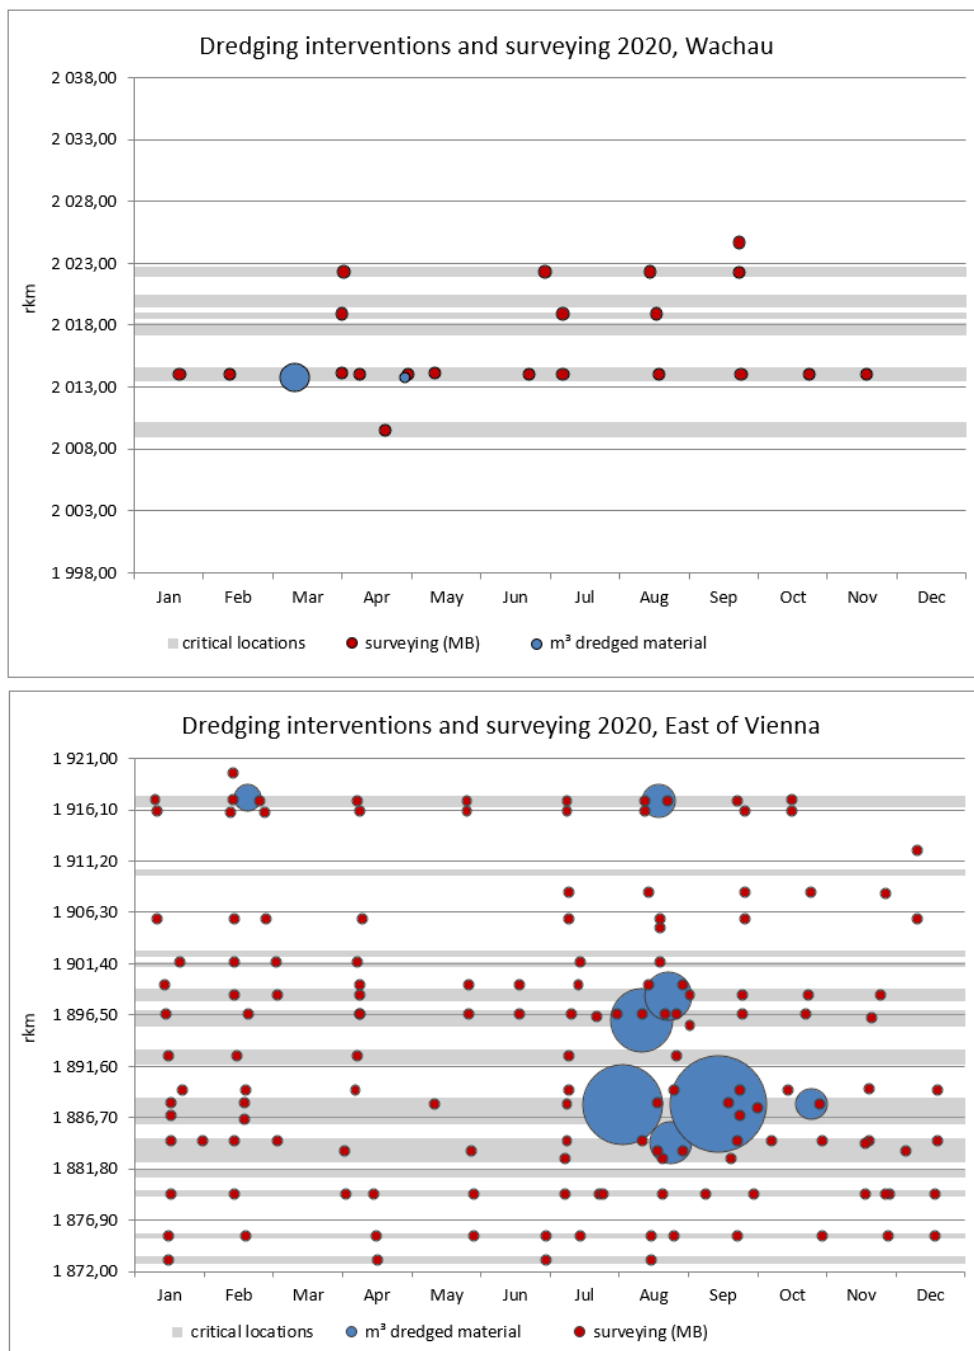 Dredging interventions and surveying 2020, Wachau
2 038,00
2 033,00
2 028,00
2 023,00
2 018,00
2 013,00
2 008,00
2 003,00
1 998,00
rkm
Jan Feb Mar Apr May Jun Jul Aug Sep Oct Nov Dec
critical locations surveying (MB) m³ dredged material
Dredging interventions and surveying 2020, East of Vienna
1 921,00
1 916,10
1 911,20
1 906,30
1 901,40
1 896,50
1 891,60
1 886,70
1 881,80
1 876,90
1 872,00
rkm
Jan Feb Mar Apr May Jun Jul Aug Sep Oct Nov Dec
critical locations m³ dredged material surveying (MB)